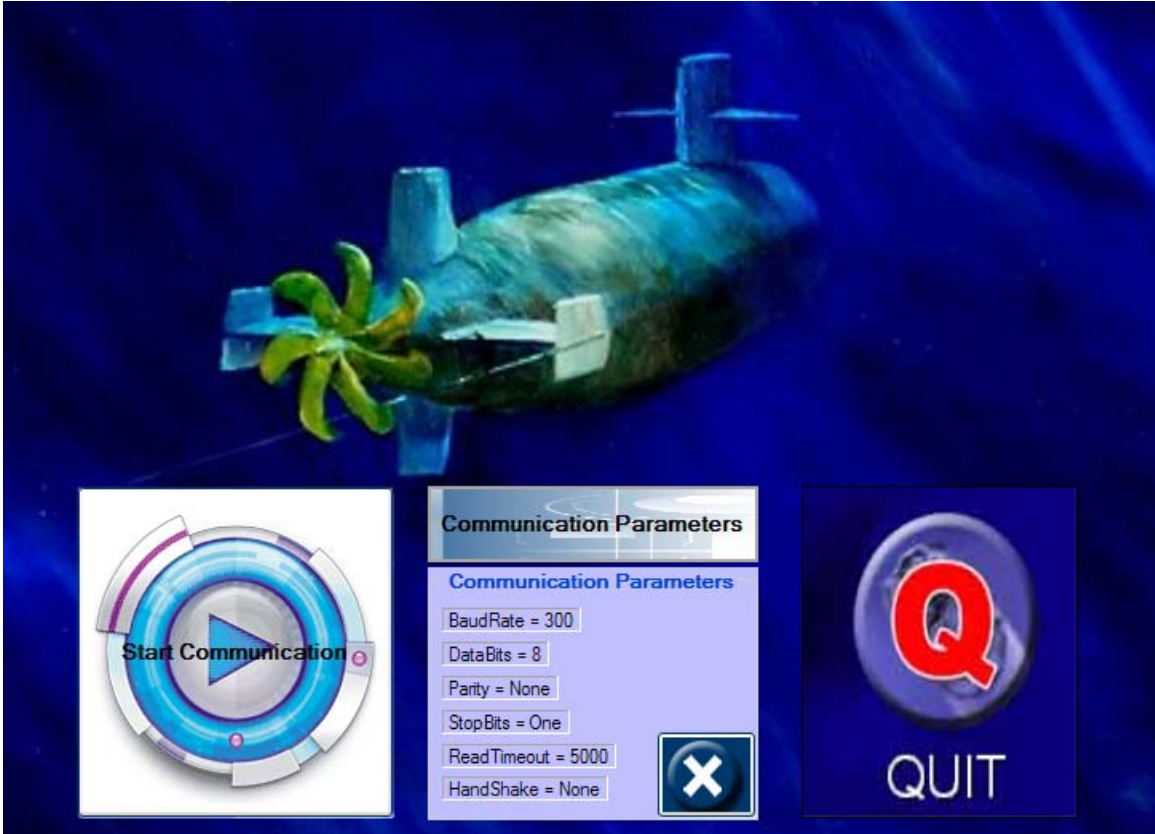 Start Communication
Communication Parameters
Communication Parameters
BaudRate = 300
DataBits = 8
Parity = None
StopBits = One
ReadTimeout = 5000
HandShake = None
Q
QUIT